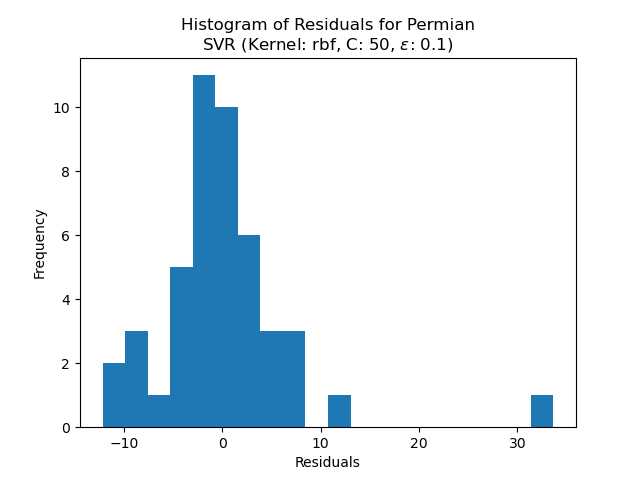 Histogram of Residuals for Permian
SVR (Kernel: rbf, C: 50, ε: 0.1)
Frequency
10
8
6
4
2
0
−10
0
10
20
30
Residuals